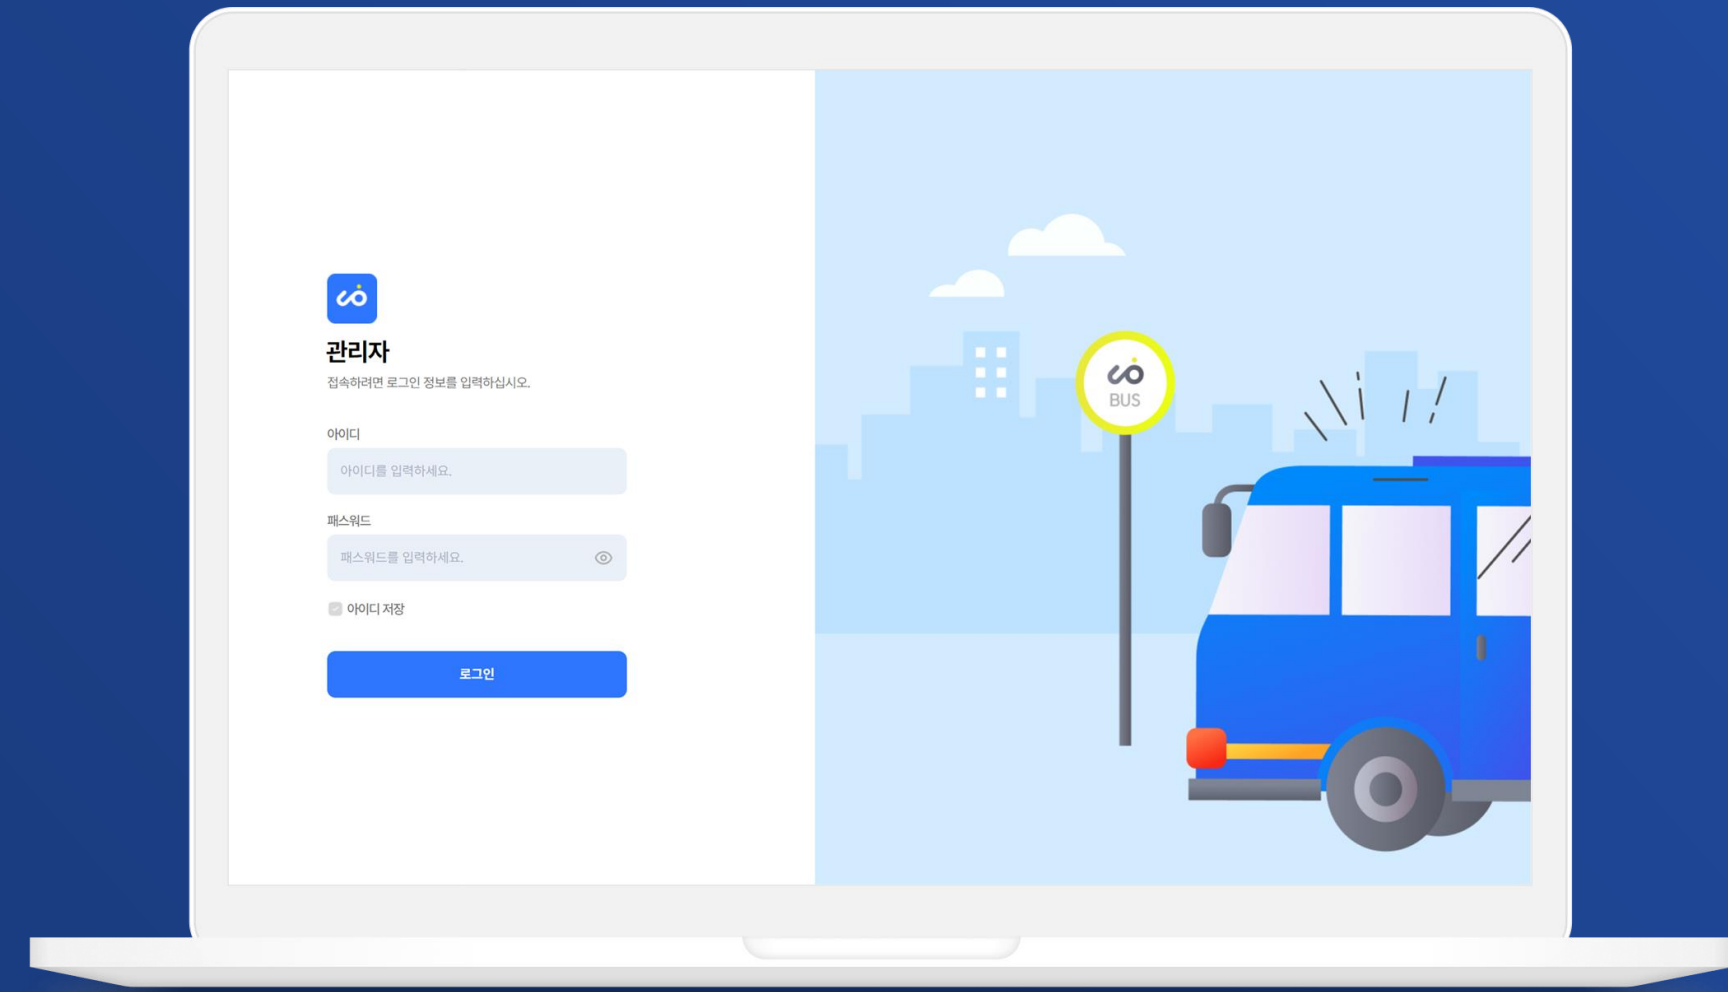 관리자
접속하려면 로그인 정보를 입력하십시오.
아이디
아이디를 입력하세요.
패스워드
패스워드를 입력하세요.
아이디 저장
로그인
BUS